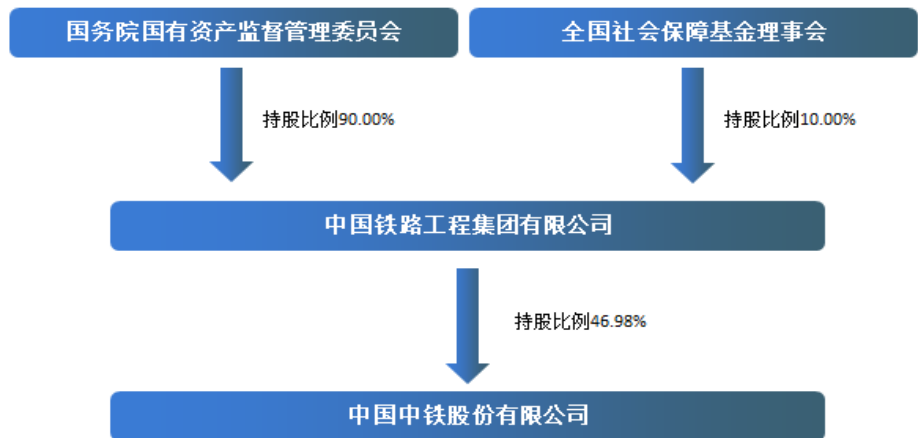 国务院国有资产监督管理委员会
全国社会保障基金理事会
持股比例90.00%
持股比例10.00%
中国铁路工程集团有限公司
持股比例46.98%
中国中铁股份有限公司